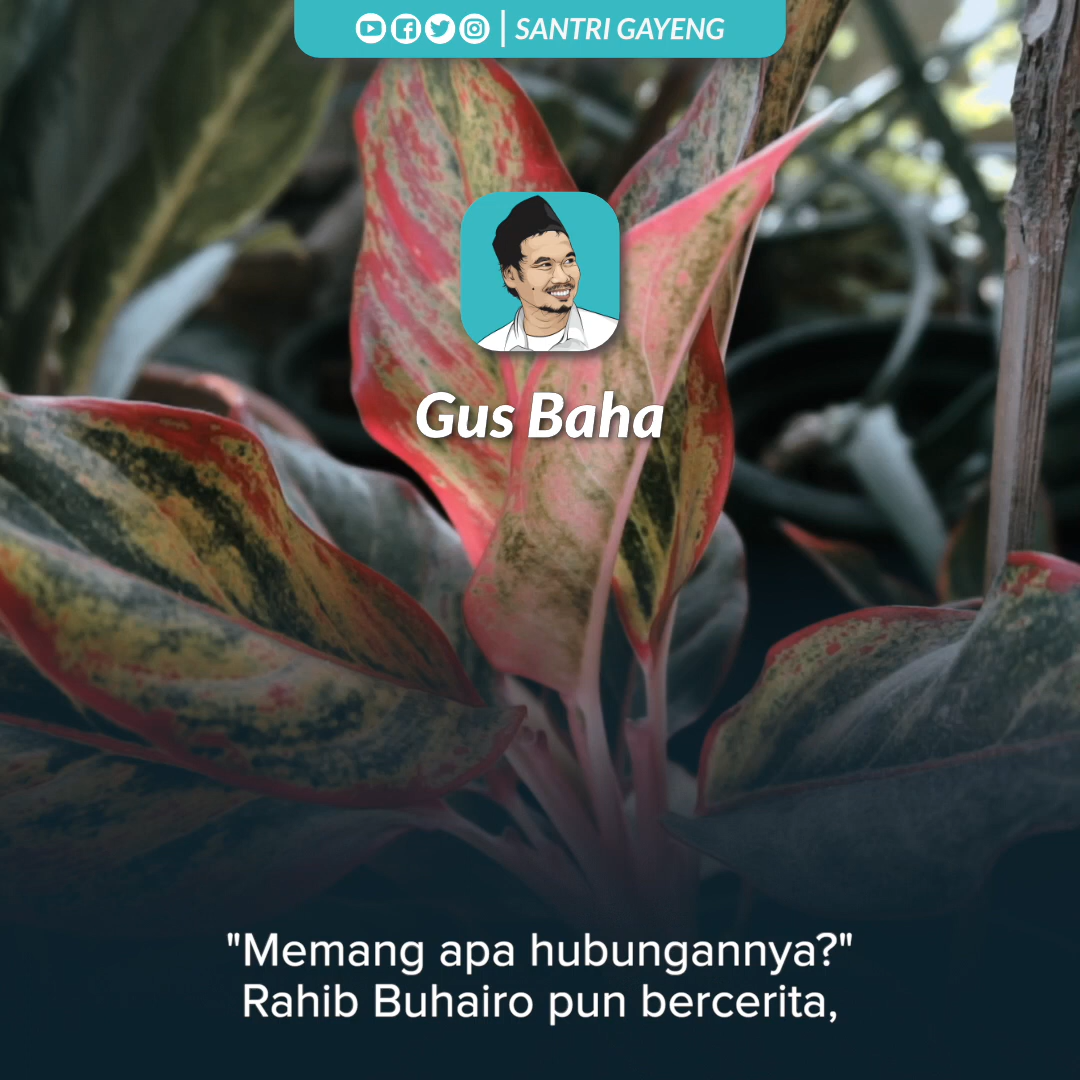 | SANTRI GAYENG
Gus Baha
"Memang apa hubungannya?"
Rahib Buhairo pun bercerita,